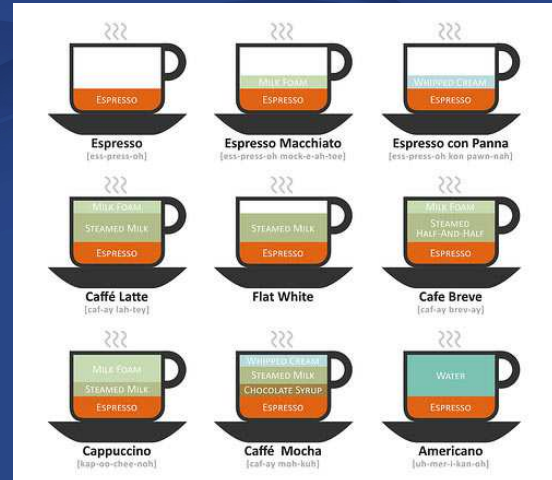 ESPRESSO
Espresso
[ess-press-oh]
MILK FOAM
ESPRESSO
Espresso Macchiato
[ess-press-oh mock-e-ah-toe]
WHIPPED CREAM
ESPRESSO
Espresso con Panna
[ess-press-oh kon pawn-nah]
MILK FOAM
STEAMED MILK
ESPRESSO
Caffé Latte
[caf-ay lah-tey]
STEAMED MILK
ESPRESSO
Flat White
MILK FOAM
STEAMED
HALF-AND-HALF
ESPRESSO
Cafe Breve
[caf-ay brev-ay]
MILK FOAM
STEAMED MILK
ESPRESSO
Cappuccino
[kap-oo-chee-noh]
WHIPPED CREAM
STEAMED MILK
CHOCOLATE SYRUP
ESPRESSO
Caffé Mocha
[caf-ay moh-kuh]
WATER
ESPRESSO
Americano
[uh-mer-i-kan-oh]